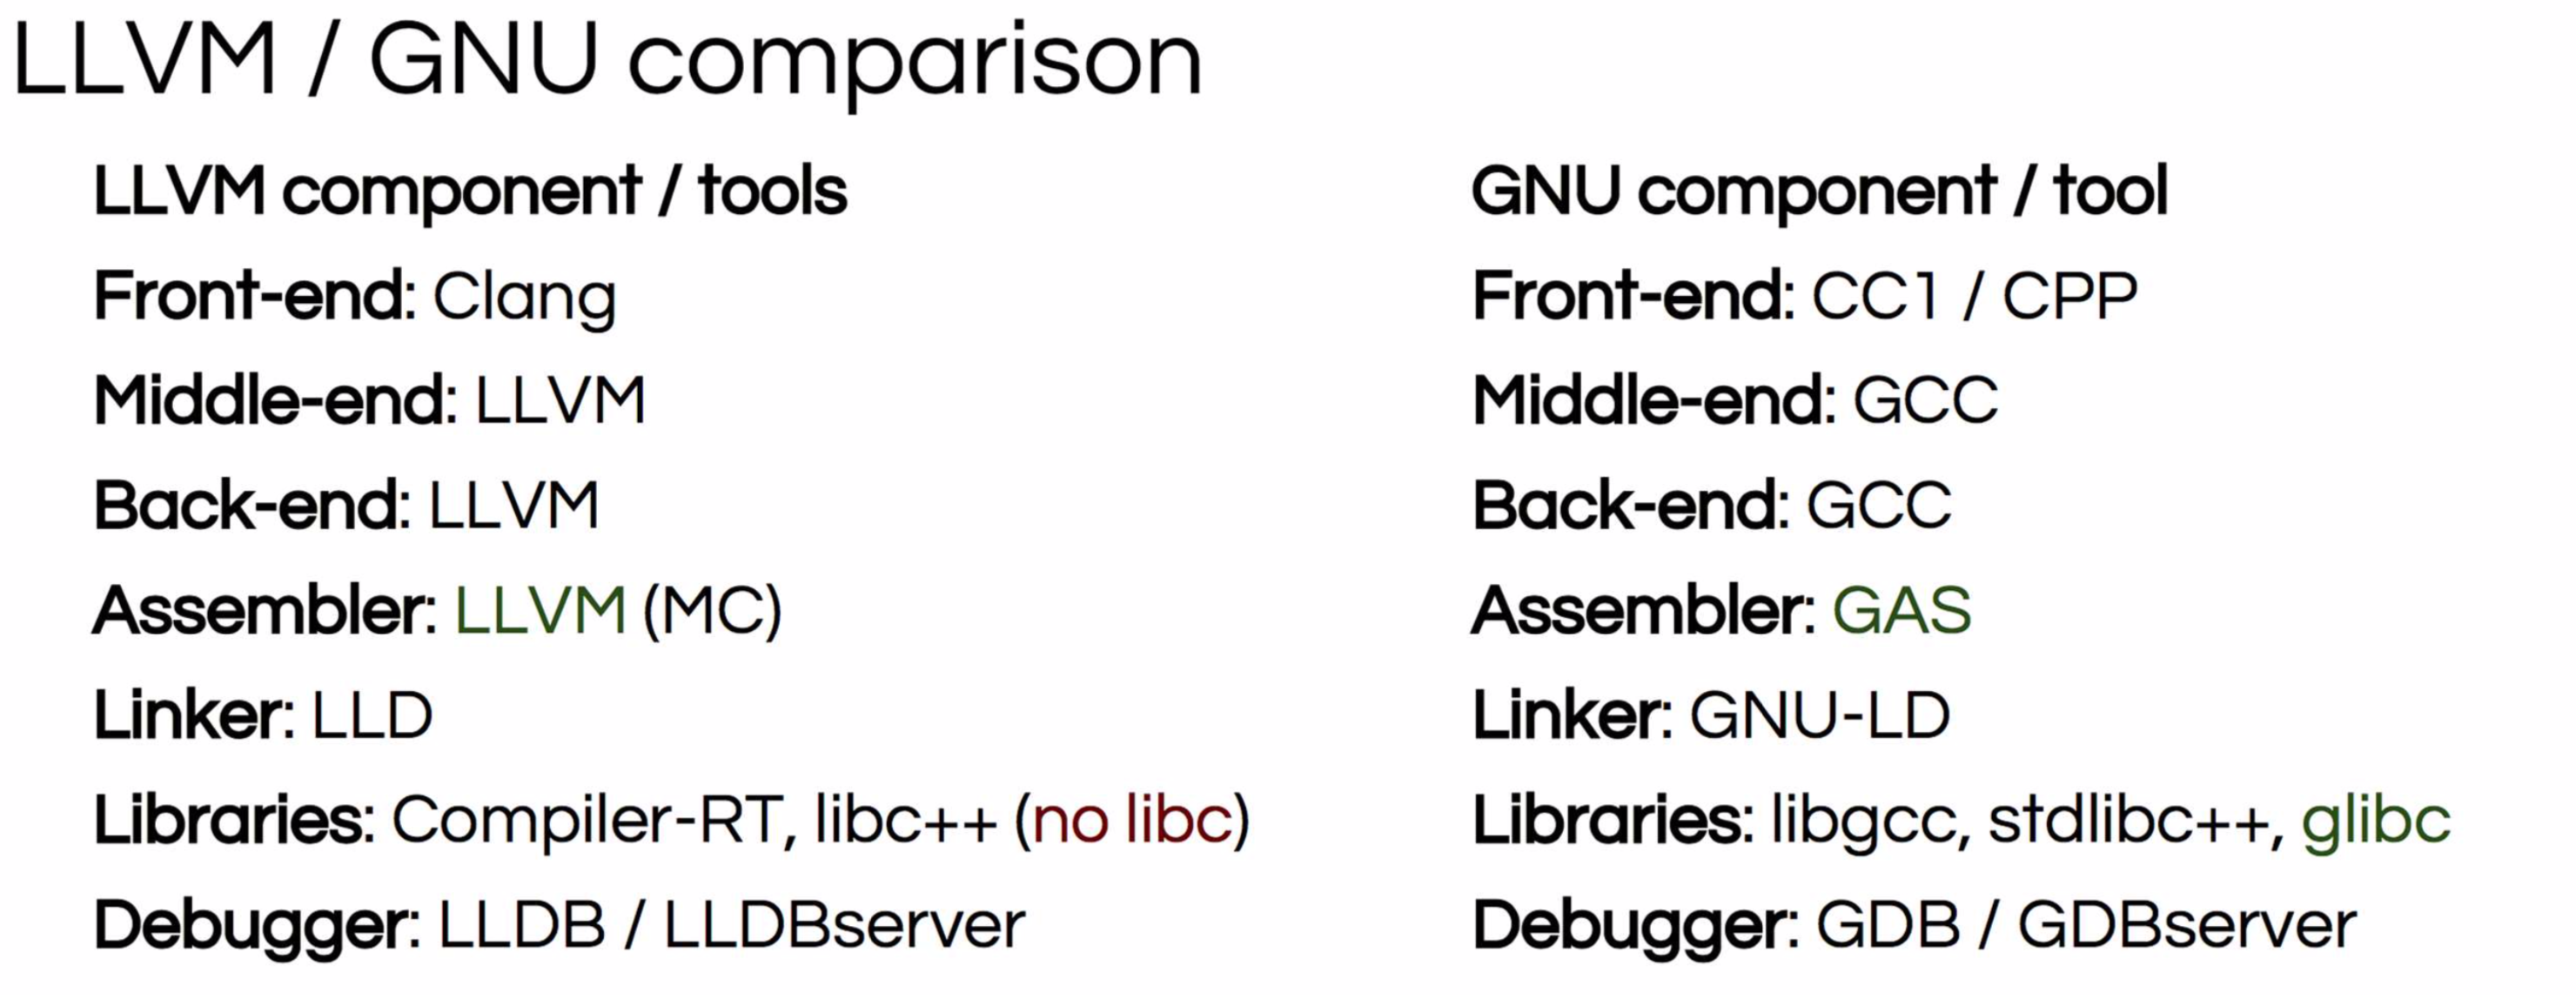 LLVM / GNU comparison
LLVM component / tools
Front-end: Clang
Middle-end: LLVM
Back-end: LLVM
Assembler: LLVM (MC)
Linker: LLD
Libraries: Compiler-RT, libc++ (no libc)
Debugger: LLDB / LLDBserver
GNU component / tool
Front-end: CC1 / CPP
Middle-end: GCC
Back-end: GCC
Assembler: GAS
Linker: GNU-LD
Libraries: libgcc, stdlibc++, glibc
Debugger: GDB / GDBserver